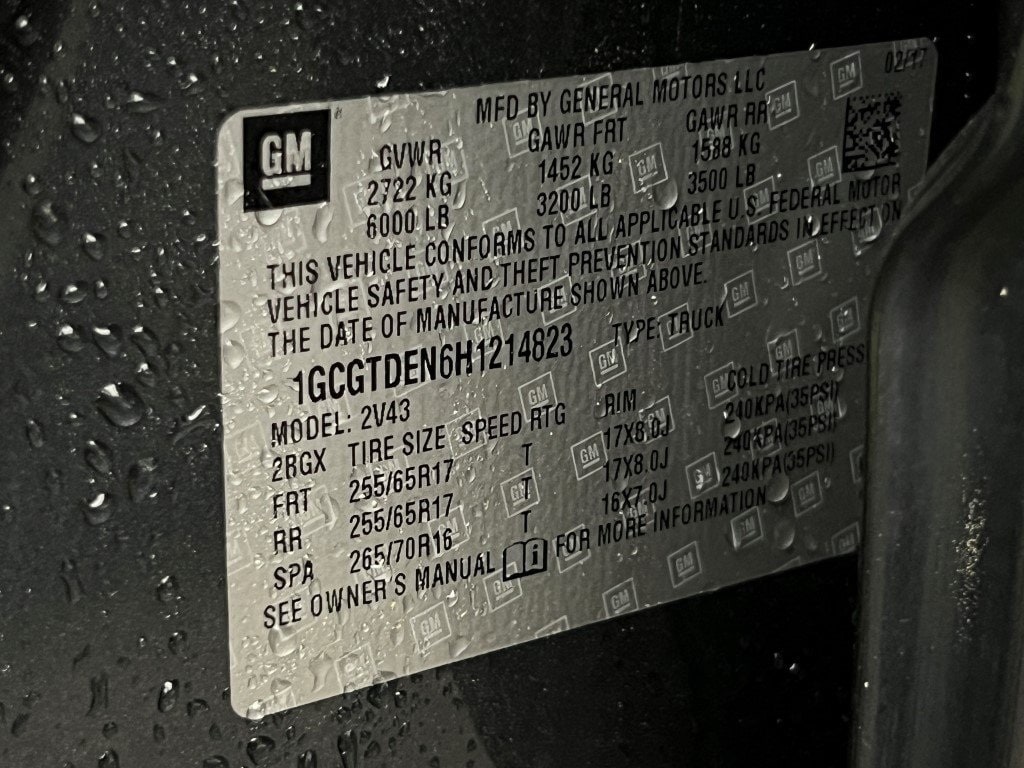 02/17
GM
MFD BY GENERAL MOTORS LLC
GVWR GAWR FRT GAWR RR
2722 KG 1452 KG 1588 KG
6000 LB 3200 LB 3500 LB
THIS VEHICLE CONFORMS TO ALL APPLICABLE U.S. FEDERAL MOTOR
VEHICLE SAFETY AND THEFT PREVENTION STANDARDS IN EFFECT ON
THE DATE OF MANUFACTURE SHOWN ABOVE.
1GCGTDEN6H1214823 TYPE: TRUCK
MODEL: 2V43
2RGX TIRE SIZE SPEED RTG RIM COLD TIRE PRESS
FRT 255/65R17 T 17X8.0J 240KPA(35PSI)
RR 255/65R17 T 17X8.0J 240KPA(35PSI)
SPA 265/70R16 T 16X7.0J 240KPA(35PSI)
SEE OWNER'S MANUAL i FOR MORE INFORMATION